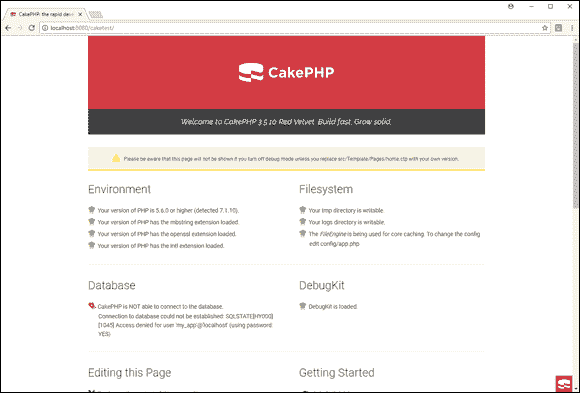 CakePHP: the rapid deve
localhost:8080/caketest/
CakePHP
Welcome to CakePHP 3.5.10 Red Velvet. Build fast. Grow solid.
Please be aware that this page will not be shown if you turn off debug mode unless you replace src/Template/Pages/home.ctp with your own version.
Environment
Your version of PHP is 5.6.0 or higher (detected 7.1.10).
Your version of PHP has the mbstring extension loaded.
Your version of PHP has the openssl extension loaded.
Your version of PHP has the intl extension loaded.
Filesystem
Your tmp directory is writable.
Your logs directory is writable.
The FileEngine is being used for core caching. To change the config
edit config/app.php
Database
CakePHP is NOT able to connect to the database.
Connection to database could not be established: SQLSTATE[HY000]
[1045] Access denied for user 'my_app'@'localhost' (using password:
YES)
DebugKit
DebugKit is loaded.
Editing this Page
Getting Started